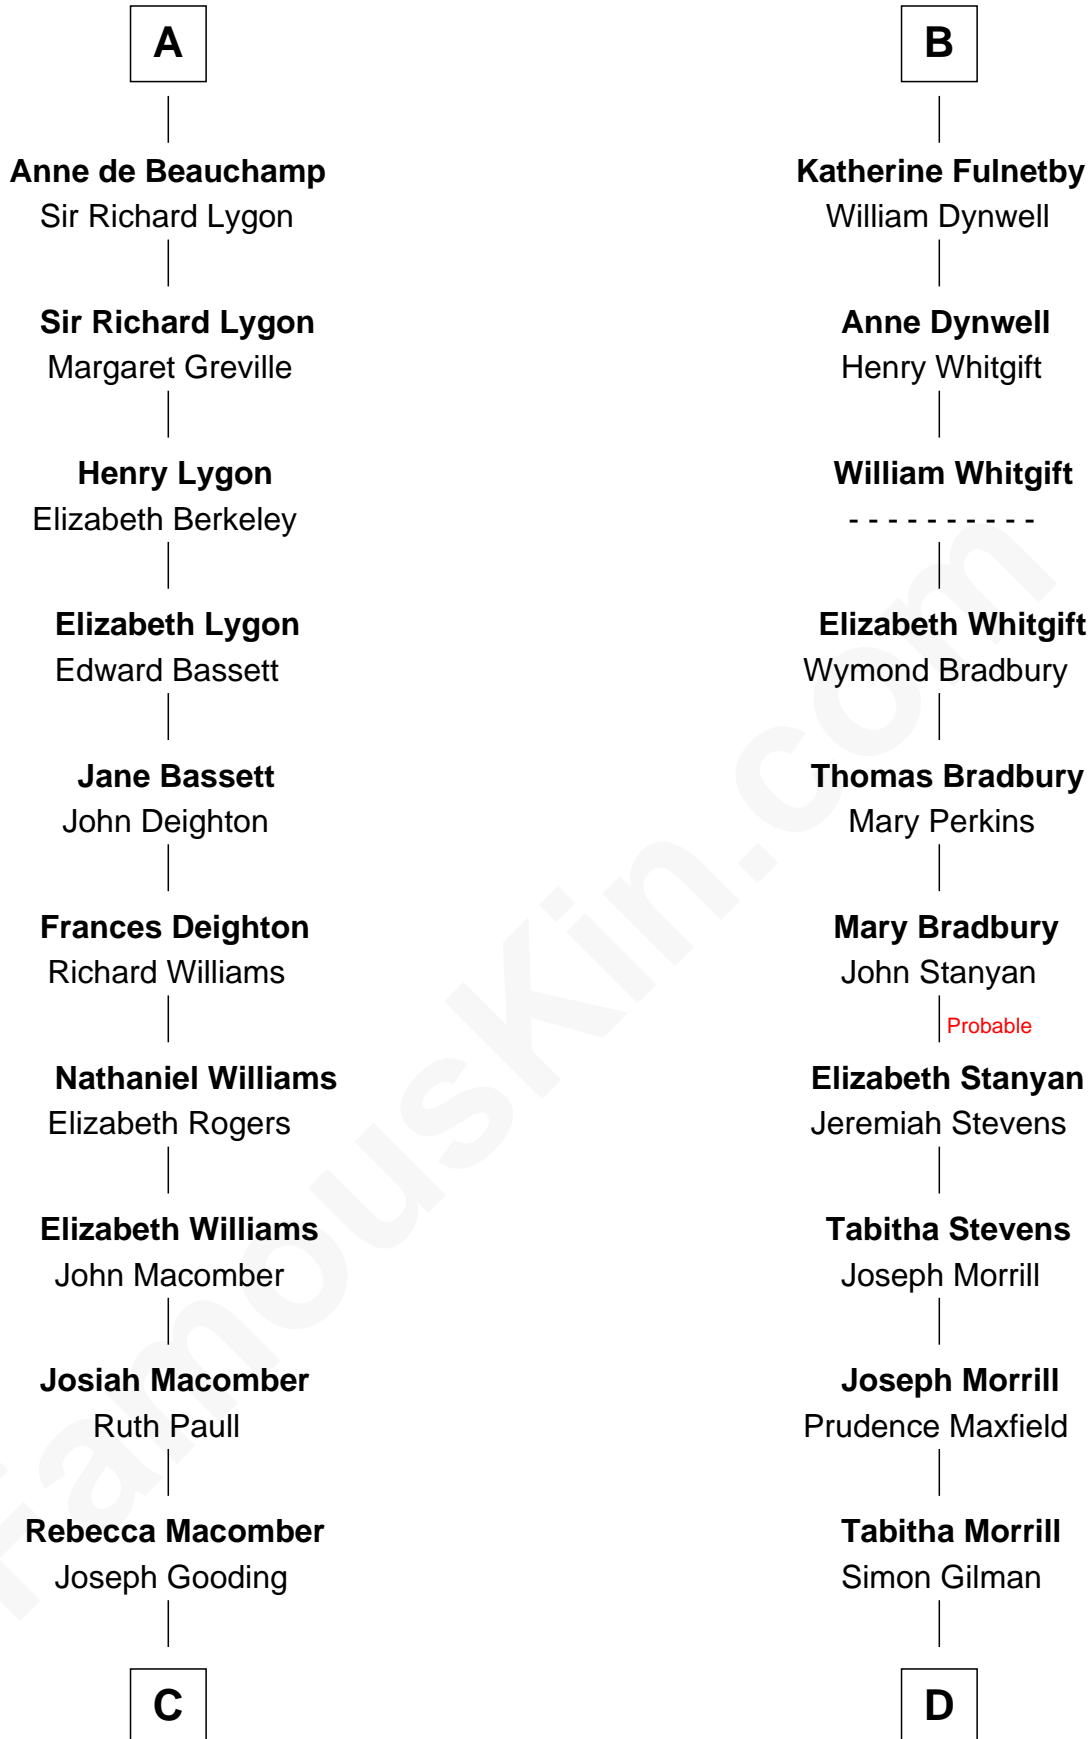 A
Anne de Beauchamp
Sir Richard Lygon
Sir Richard Lygon
Margaret Greville
Henry Lygon
Elizabeth Berkeley
Elizabeth Lygon
Edward Bassett
Jane Bassett
John Deighton
Frances Deighton
Richard Williams
Nathaniel Williams
Elizabeth Rogers
Elizabeth Williams
John Macomber
Josiah Macomber
Ruth Paull
Rebecca Macomber
Joseph Gooding
C
B
Katherine Fulnetby
William Dynwell
Anne Dynwell
Henry Whitgift
William Whitgift
- - - - - - - - - -
Elizabeth Whitgift
Wymond Bradbury
Thomas Bradbury
Mary Perkins
Mary Bradbury
John Stanyan
Probable
Elizabeth Stanyan
Jeremiah Stevens
Tabitha Stevens
Joseph Morrill
Joseph Morrill
Prudence Maxfield
Tabitha Morrill
Simon Gilman
D
FamousKin.com